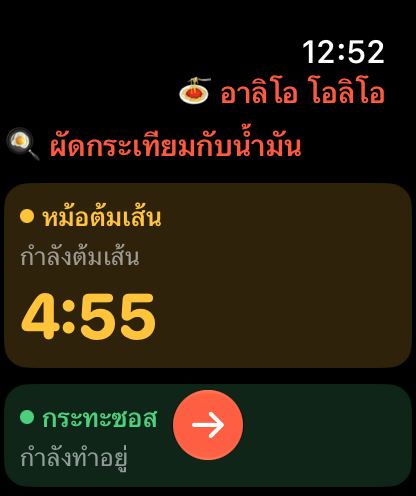 12:52
🍝 อาลิโอ โอลิโอ
🍳 ผัดกระเทียมกับน้ำมัน
หม้อต้มเส้น
กำลังต้มเส้น
4:55
กระทะซอส
กำลังทำอยู่